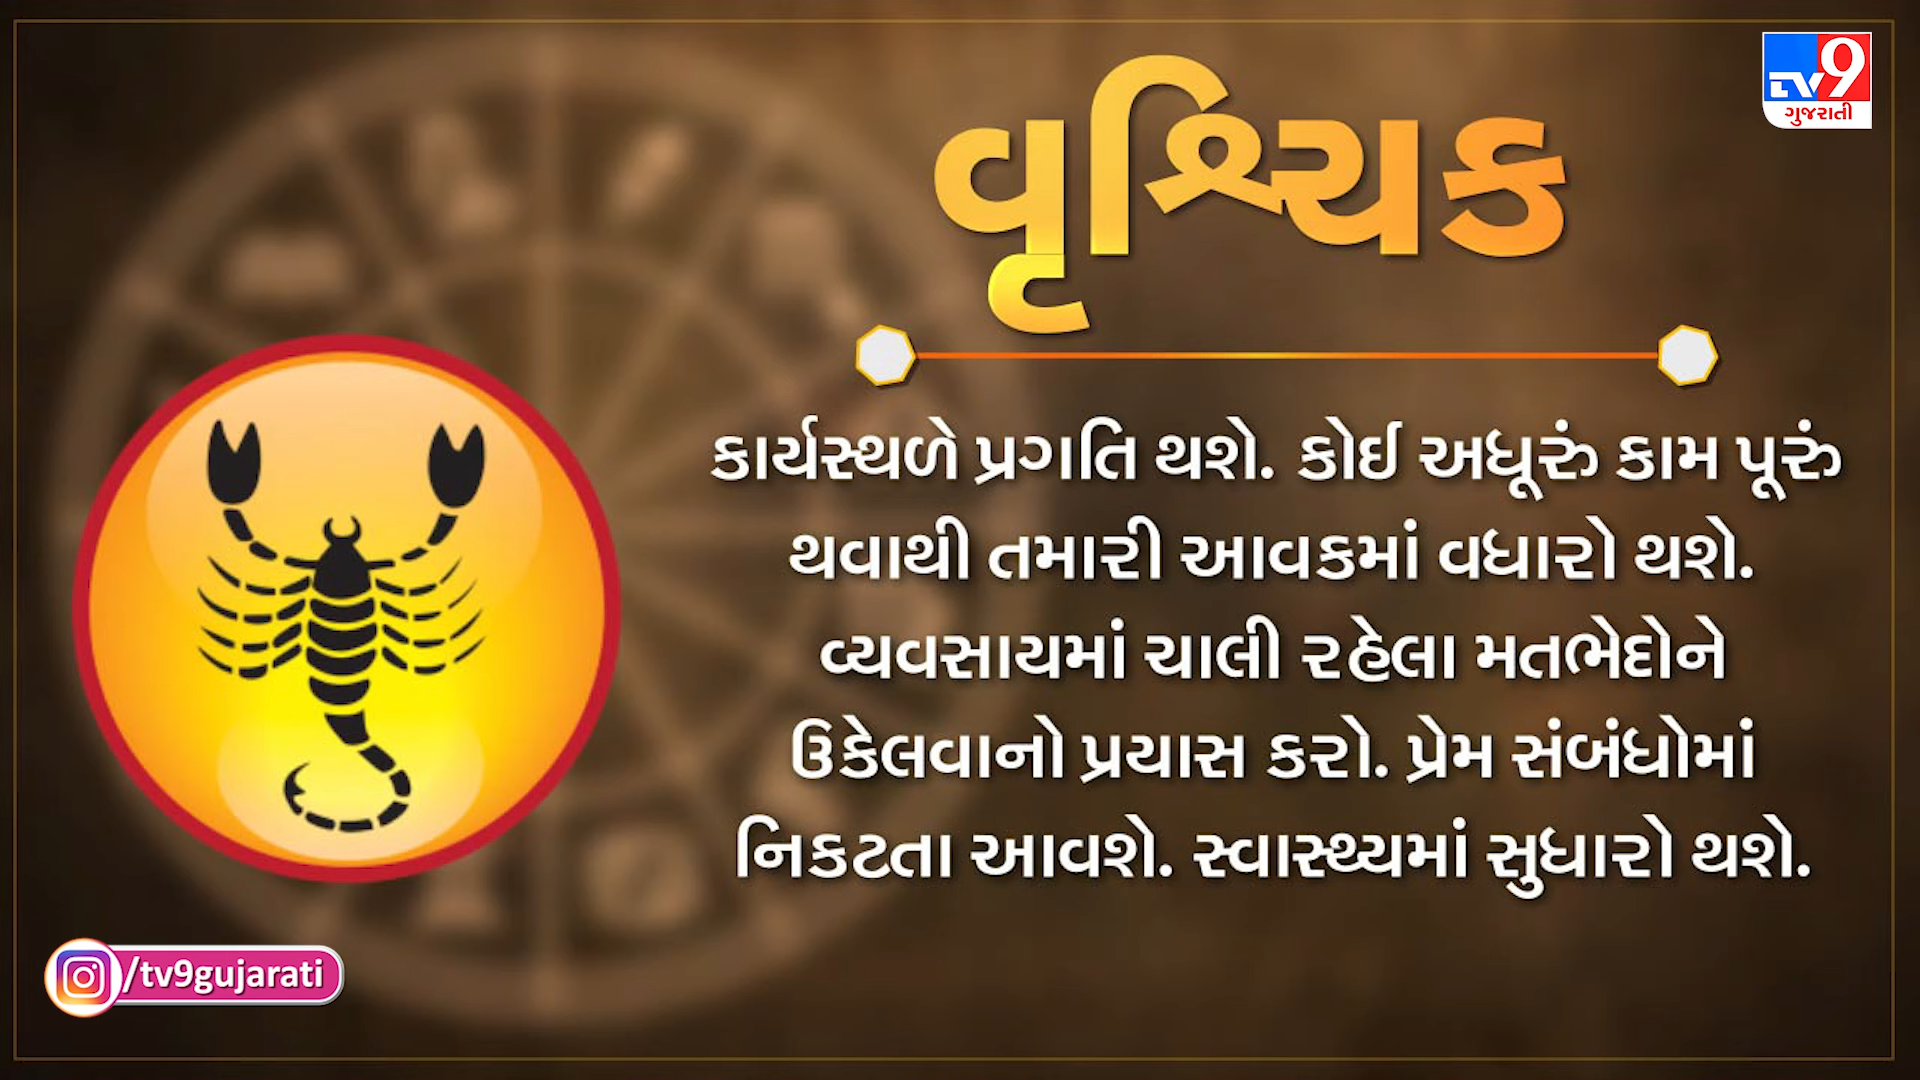 TV9
ગુજરાતી
વૃશ્ચિક
કાર્યસ્થળે પ્રગતિ થશે. કોઈ અધૂરું કામ પૂરું
થવાથી તમારી આવકમાં વધારો થશે.
વ્યવસાયમાં ચાલી રહેલા મતભેદોને
ઉકેલવાનો પ્રયાસ કરો. પ્રેમ સંબંધોમાં
નિકટતા આવશે. સ્વાસ્થ્યમાં સુધારો થશે.
/tv9gujarati